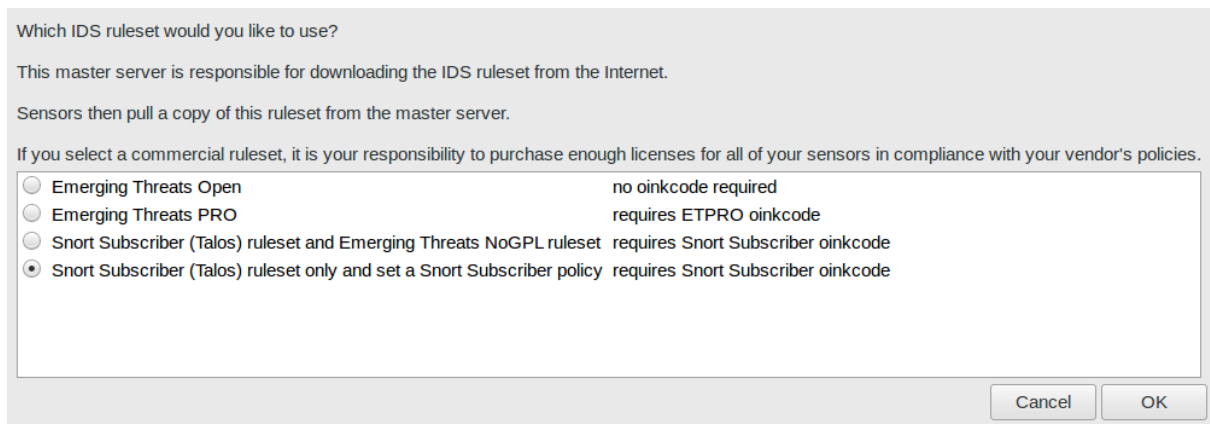 Which IDS ruleset would you like to use?
This master server is responsible for downloading the IDS ruleset from the Internet.
Sensors then pull a copy of this ruleset from the master server.
If you select a commercial ruleset, it is your responsibility to purchase enough licenses for all of your sensors in compliance with your vendor's policies.
Emerging Threats Open no oinkcode required
Emerging Threats PRO requires ETPRO oinkcode
Snort Subscriber (Talos) ruleset and Emerging Threats NoGPL ruleset requires Snort Subscriber oinkcode
Snort Subscriber (Talos) ruleset only and set a Snort Subscriber policy requires Snort Subscriber oinkcode
Cancel OK